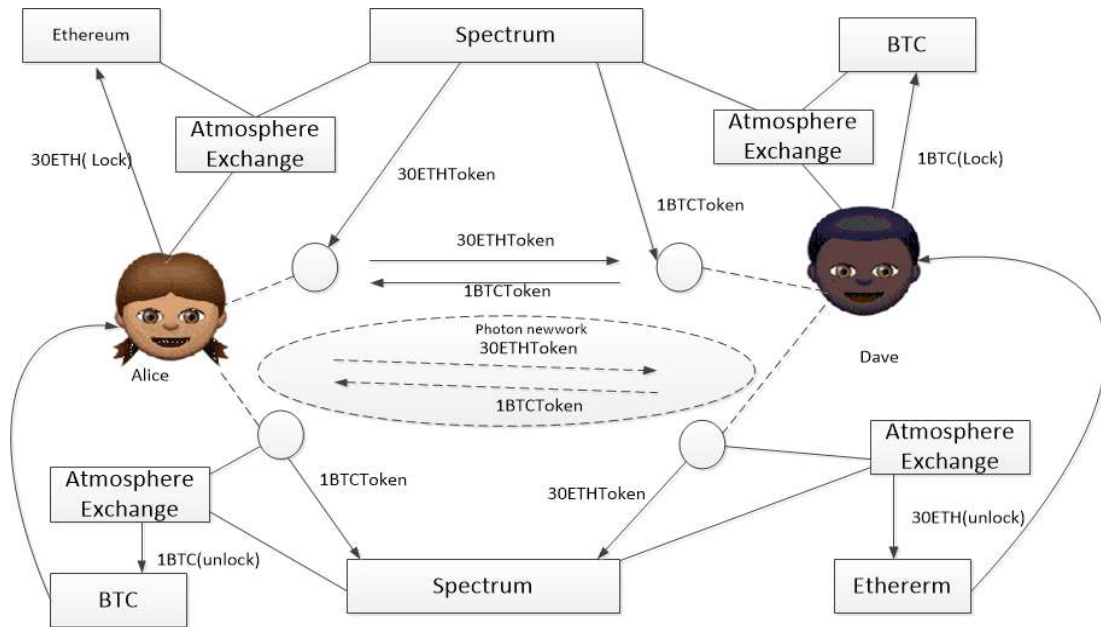 Ethereum
Spectrum
BTC
Atmosphere
Exchange
Atmosphere
Exchange
30ETH( Lock)
1BTC(Lock)
30ETHToken
1BTCToken
30ETHToken
1BTCToken
Photon newwork
30ETHToken
1BTCToken
Alice
Dave
Atmosphere
Exchange
1BTCToken
30ETHToken
Atmosphere
Exchange
1BTC(unlock)
30ETH(unlock)
BTC
Spectrum
Ethererm